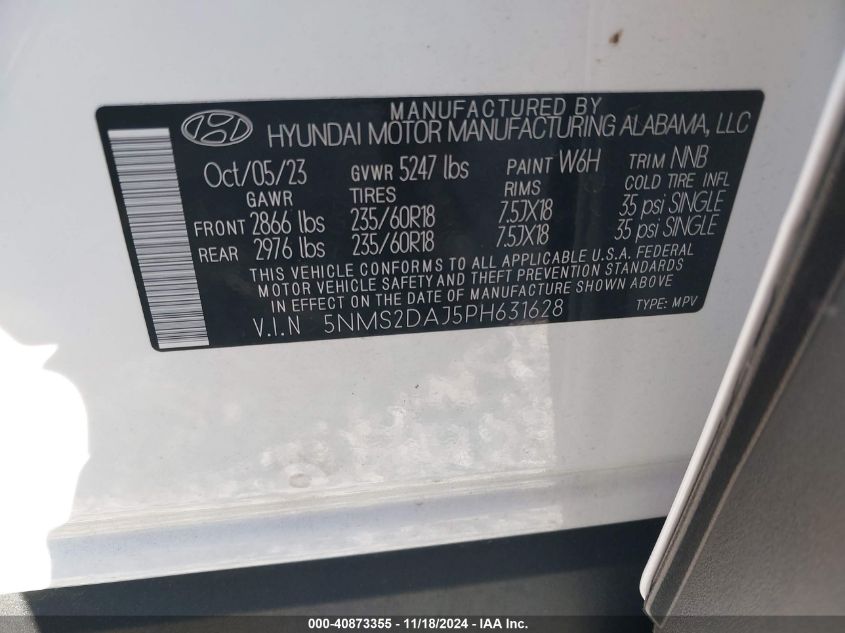 MANUFACTURED BY
HYUNDAI MOTOR MANUFACTURING ALABAMA, LLC
Oct/05/23 GVWR 5247 lbs PAINT W6H TRIM NNB
GAWR TIRES RIMS COLD TIRE INFL
FRONT 2866 lbs 235/60R18 7.5JX18 35 psi SINGLE
REAR 2976 lbs 235/60R18 7.5JX18 35 psi SINGLE
THIS VEHICLE CONFORMS TO ALL APPLICABLE U.S.A. FEDERAL
MOTOR VEHICLE SAFETY AND THEFT PREVENTION STANDARDS
IN EFFECT ON THE DATE OF MANUFACTURE SHOWN ABOVE
V.I.N 5NMS2DAJ5PH631628 TYPE: MPV
000-40873355 - 11/18/2024 - IAA Inc.